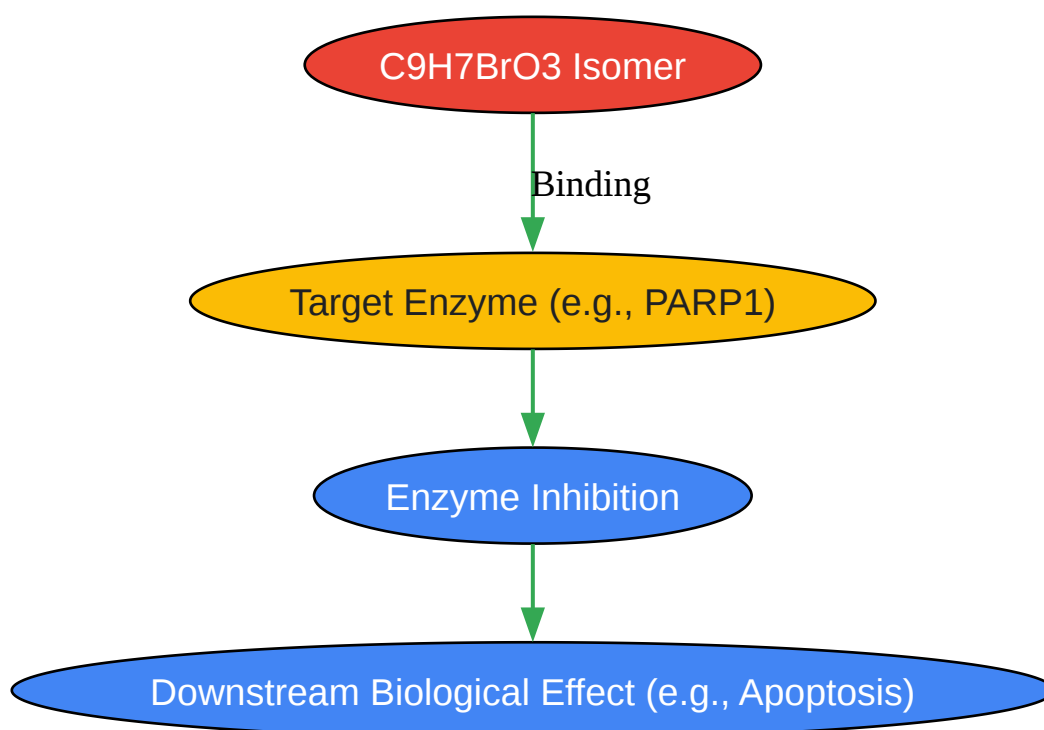 C9H7BrO3 Isomer
Binding
Target Enzyme (e.g., PARP1)
Enzyme Inhibition
Downstream Biological Effect (e.g., Apoptosis)